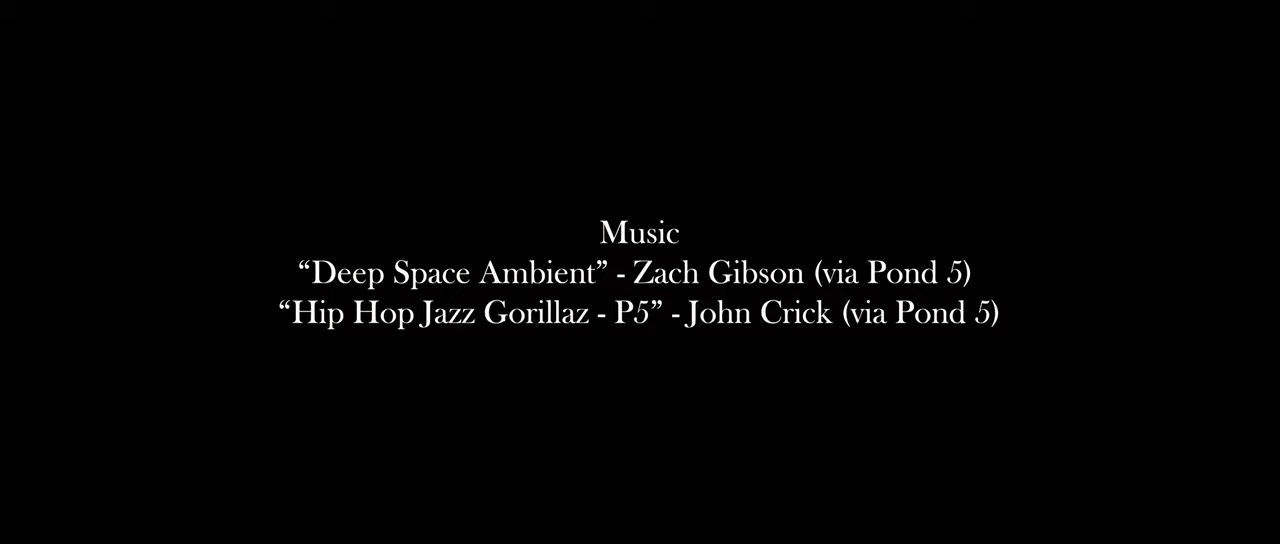 Music
“Deep Space Ambient” - Zach Gibson (via Pond 5)
“Hip Hop Jazz Gorillaz - P5” - John Crick (via Pond 5)